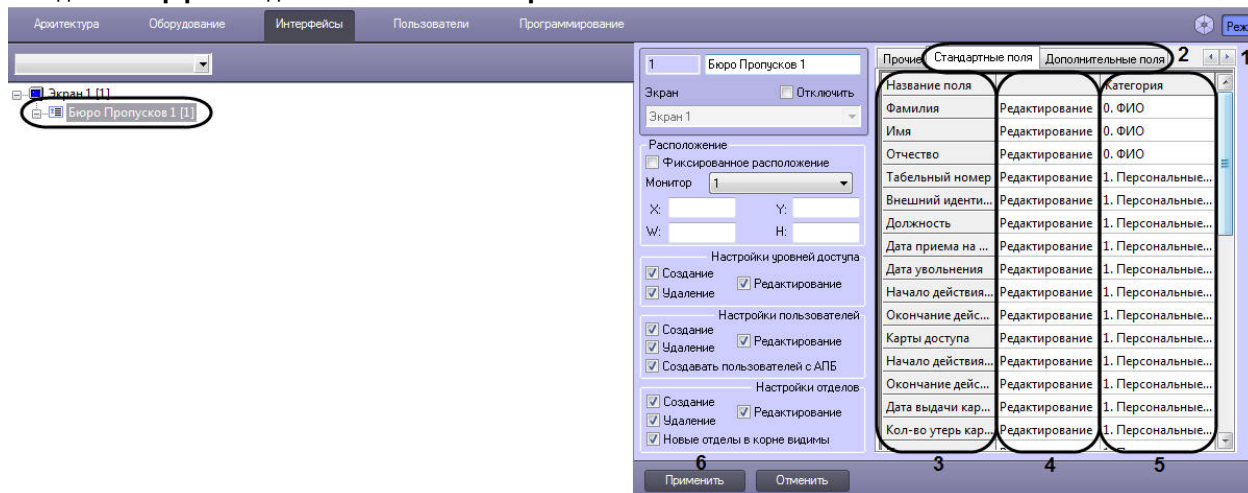 Архитектура Оборудование Интерфейсы Пользователи Программирование Реж
Экран 1 [1]
Бюро Пропусков 1 [1]
1 Бюро Пропусков 1
Экран Отключить
Экран 1
Расположение
Фиксированное расположение
Монитор 1
X: Y:
W: H:
Настройки уровней доступа
Создание
Редактирование
Удаление
Настройки пользователей
Создание
Редактирование
Удаление
Создавать пользователей с АПБ
Настройки отделов
Создание
Редактирование
Удаление
Новые отделы в корне видимы
6
Применить Отменить
Прочие Стандартные поля Дополнительные поля 2 1
Название поля Категория
Фамилия Редактирование 0. ФИО
Имя Редактирование 0. ФИО
Отчество Редактирование 0. ФИО
Табельный номер Редактирование 1. Персональные...
Внешний иденти... Редактирование 1. Персональные...
Должность Редактирование 1. Персональные...
Дата приема на ... Редактирование 1. Персональные...
Дата увольнения Редактирование 1. Персональные...
Начало действия... Редактирование 1. Персональные...
Окончание дейс... Редактирование 1. Персональные...
Карты доступа Редактирование 1. Персональные...
Начало действия... Редактирование 1. Персональные...
Окончание дейс... Редактирование 1. Персональные...
Дата выдачи кар... Редактирование 1. Персональные...
Кол-во утерь кар... Редактирование 1. Персональные...
3 4 5